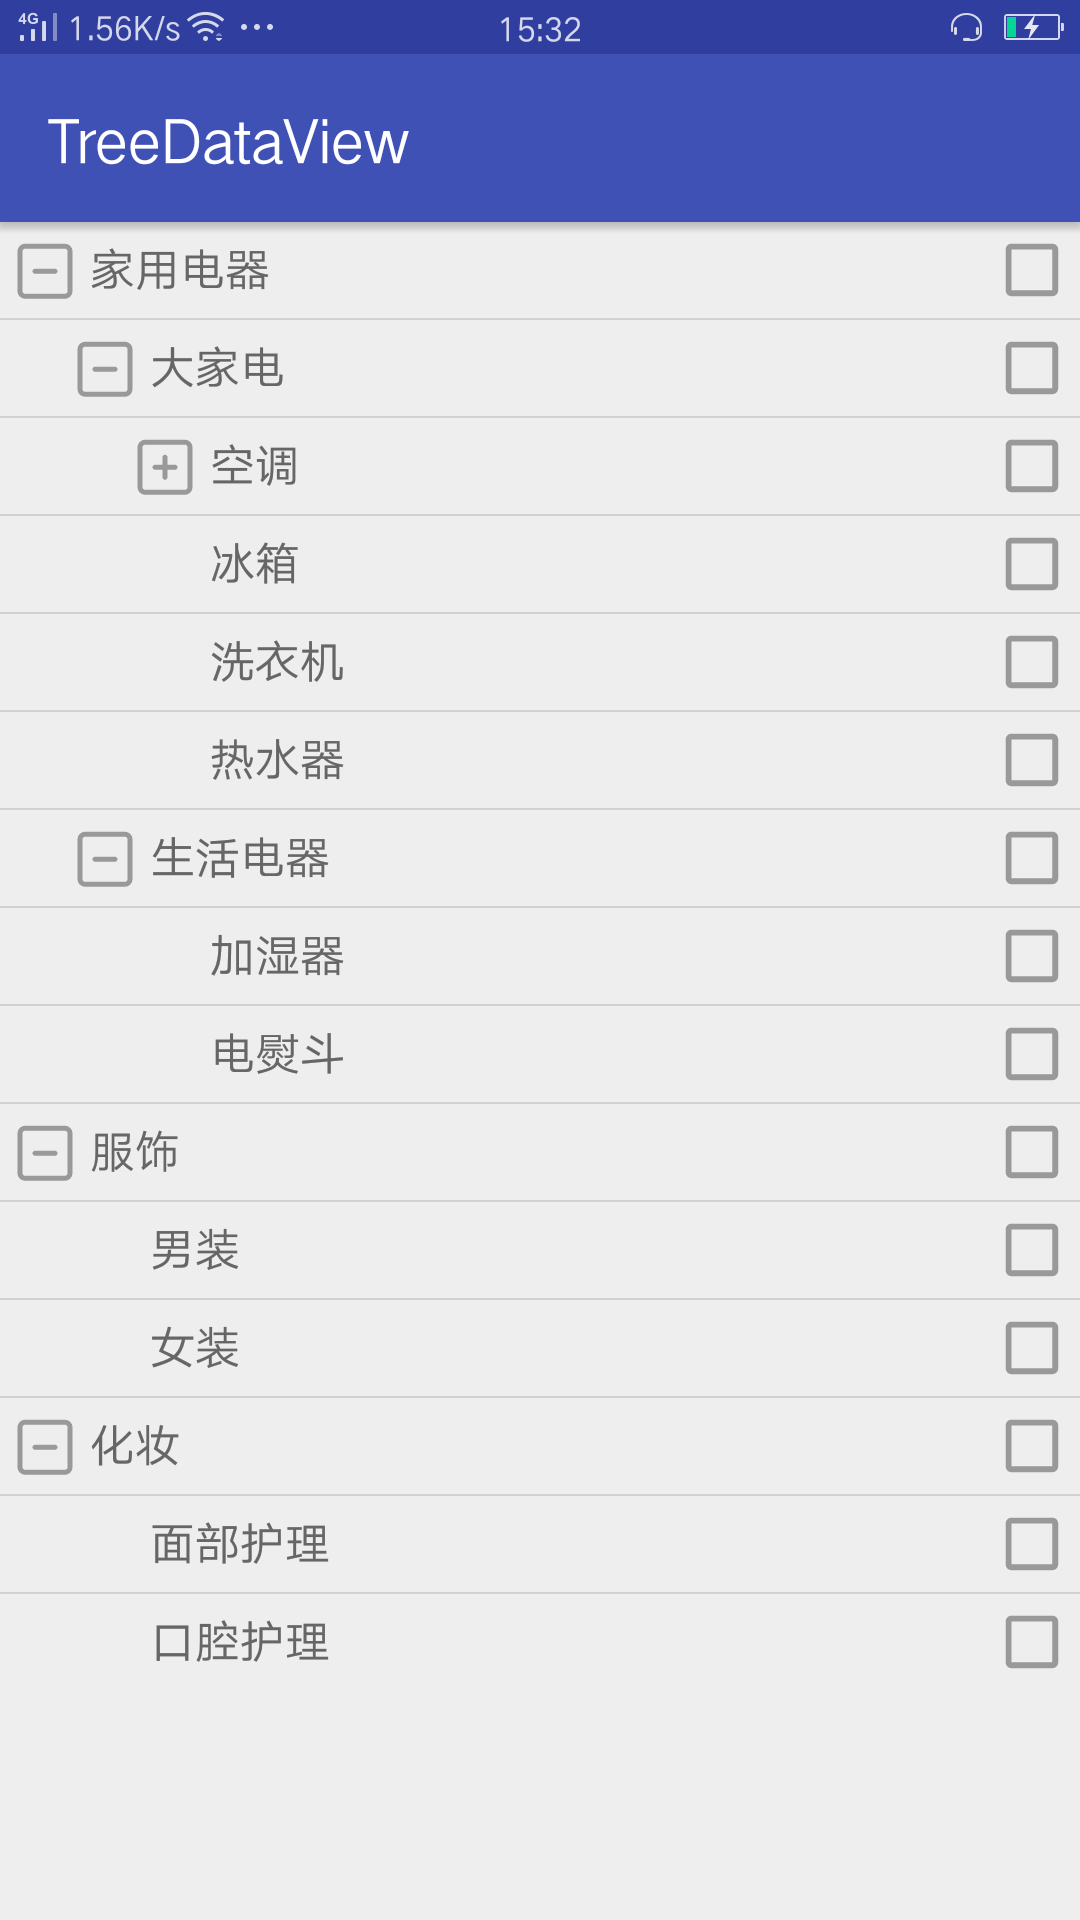 4G 1.56K/s 15:32
TreeDataView
家用电器
大家电
空调
冰箱
洗衣机
热水器
生活电器
加湿器
电熨斗
服饰
男装
女装
化妆
面部护理
口腔护理